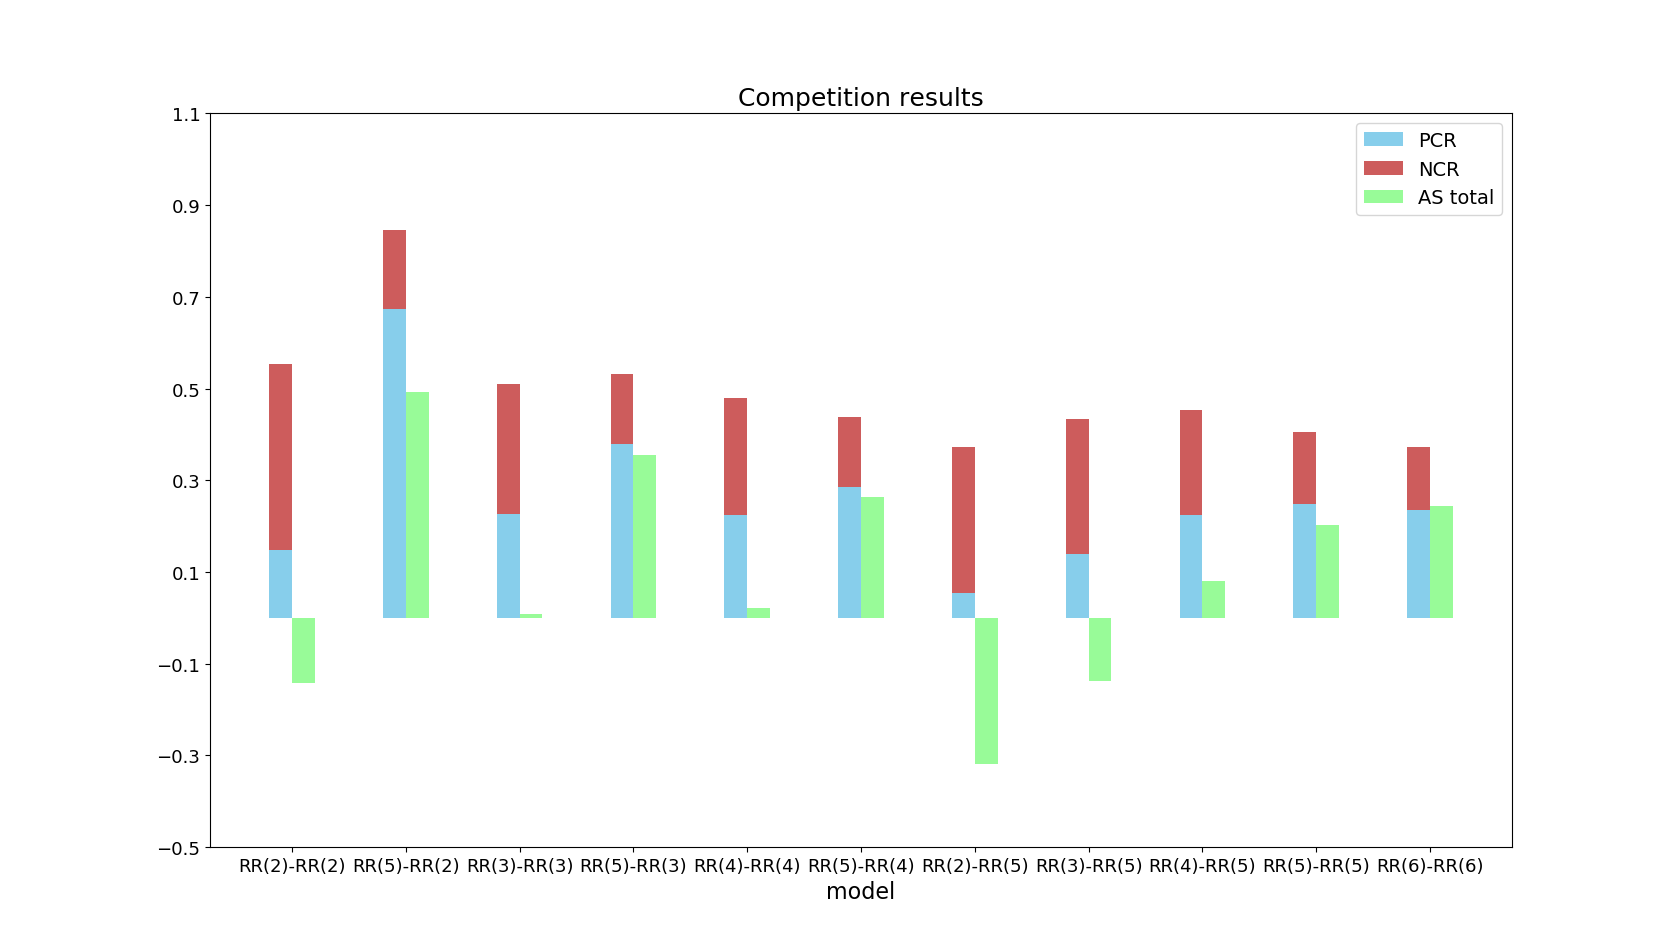 Competition results
1.1
0.9
0.7
0.5
0.3
0.1
−0.1
−0.3
−0.5
PCR
NCR
AS total
RR(2)-RR(2) RR(5)-RR(2) RR(3)-RR(3) RR(5)-RR(3) RR(4)-RR(4) RR(5)-RR(4) RR(2)-RR(5) RR(3)-RR(5) RR(4)-RR(5) RR(5)-RR(5) RR(6)-RR(6)
model